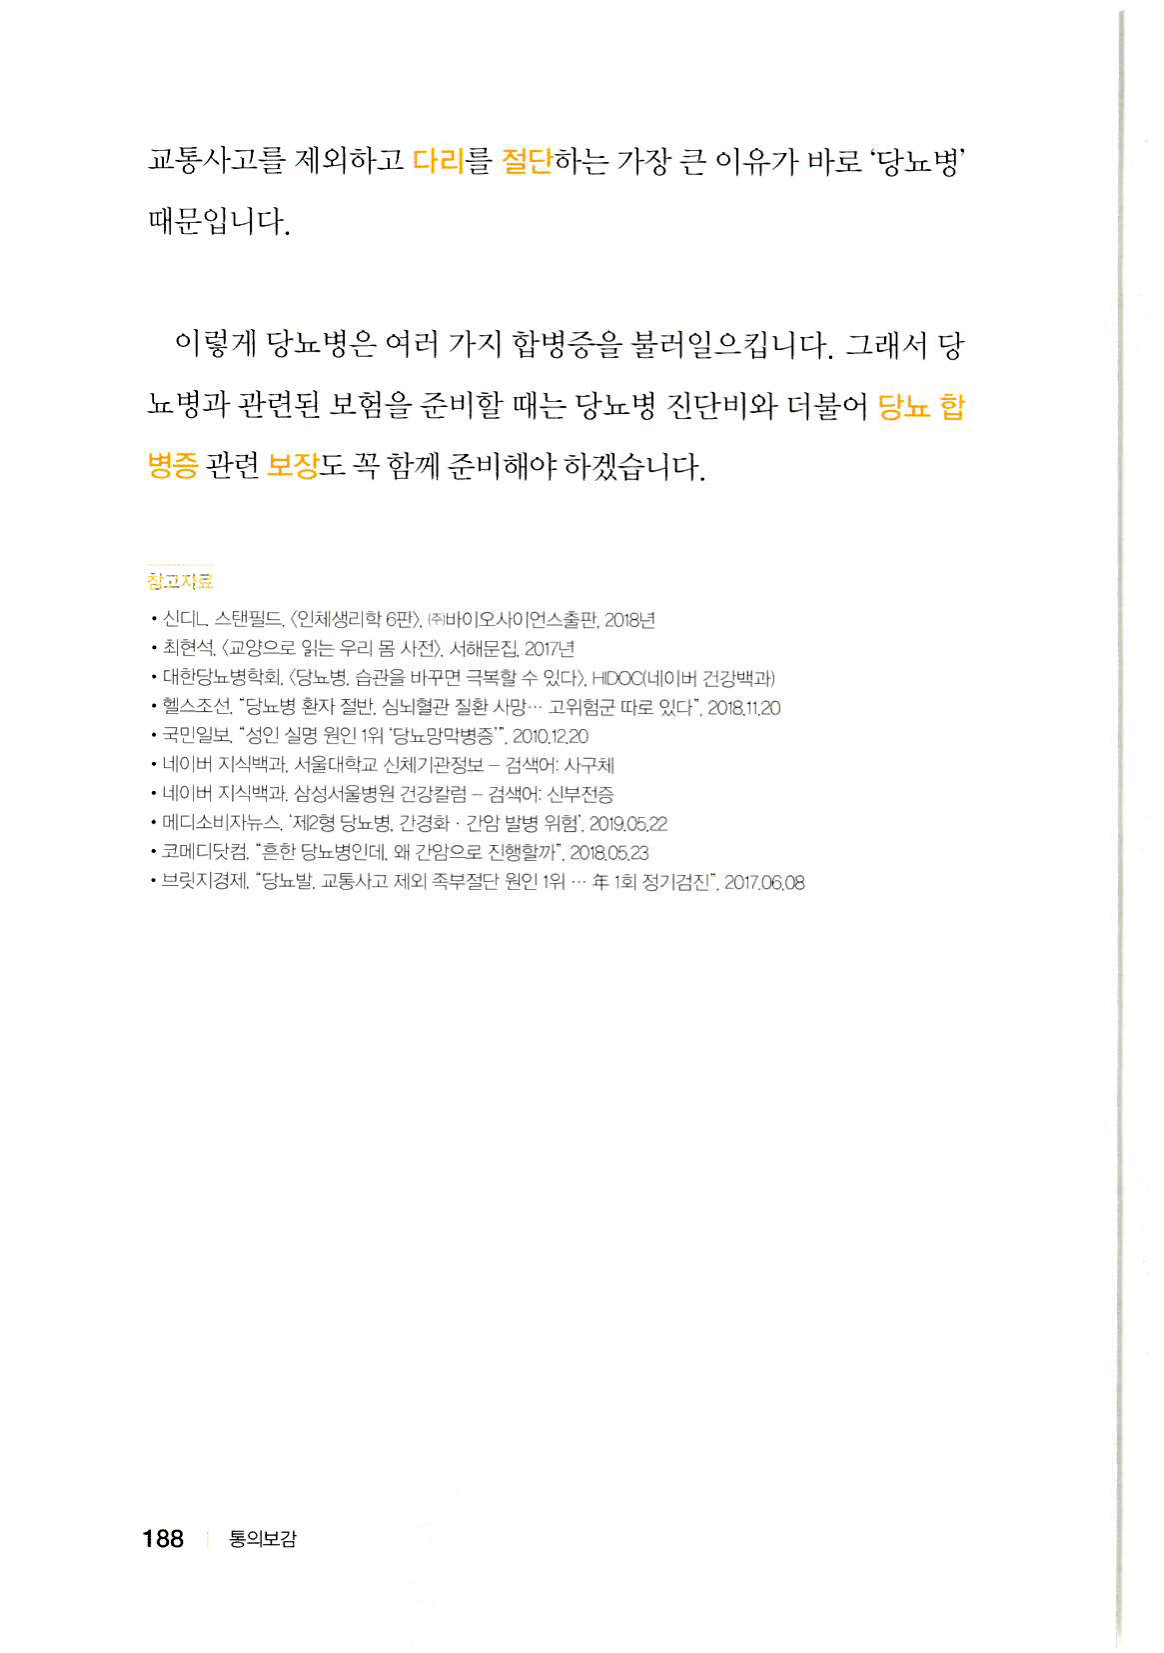 교통사고를 제외하고 다리를 절단하는 가장 큰 이유가 바로 ‘당뇨병’
때문입니다.
이렇게 당뇨병은 여러 가지 합병증을 불러일으킵니다. 그래서 당
뇨병과 관련된 보험을 준비할 때는 당뇨병 진단비와 더불어 당뇨 합
병증 관련 보장도 꼭 함께 준비해야 하겠습니다.
참고자료
• 신디L. 스탠필드, 〈인체생리학 6판〉, ㈜바이오사이언스출판, 2018년
• 최현석, 〈교양으로 읽는 우리 몸 사전〉, 서해문집, 2017년
• 대한당뇨병학회, 〈당뇨병, 습관을 바꾸면 극복할 수 있다〉, HIDOC(네이버 건강백과)
• 헬스조선, “당뇨병 환자 절반, 심뇌혈관 질환 사망… 고위험군 따로 있다”, 2018.11.20
• 국민일보, “성인 실명 원인 1위 ‘당뇨망막병증’”, 2010.12.20
• 네이버 지식백과, 서울대학교 신체기관정보 – 검색어: 사구체
• 네이버 지식백과, 삼성서울병원 건강칼럼 – 검색어: 신부전증
• 메디소비자뉴스, ‘제2형 당뇨병, 간경화 · 간암 발병 위험’, 2019.05.22
• 코메디닷컴, “흔한 당뇨병인데, 왜 간암으로 진행할까”, 2018.05.23
• 브릿지경제, “당뇨발, 교통사고 제외 족부절단 원인 1위 … 年 1회 정기검진”, 2017.06.08
188 | 통의보감